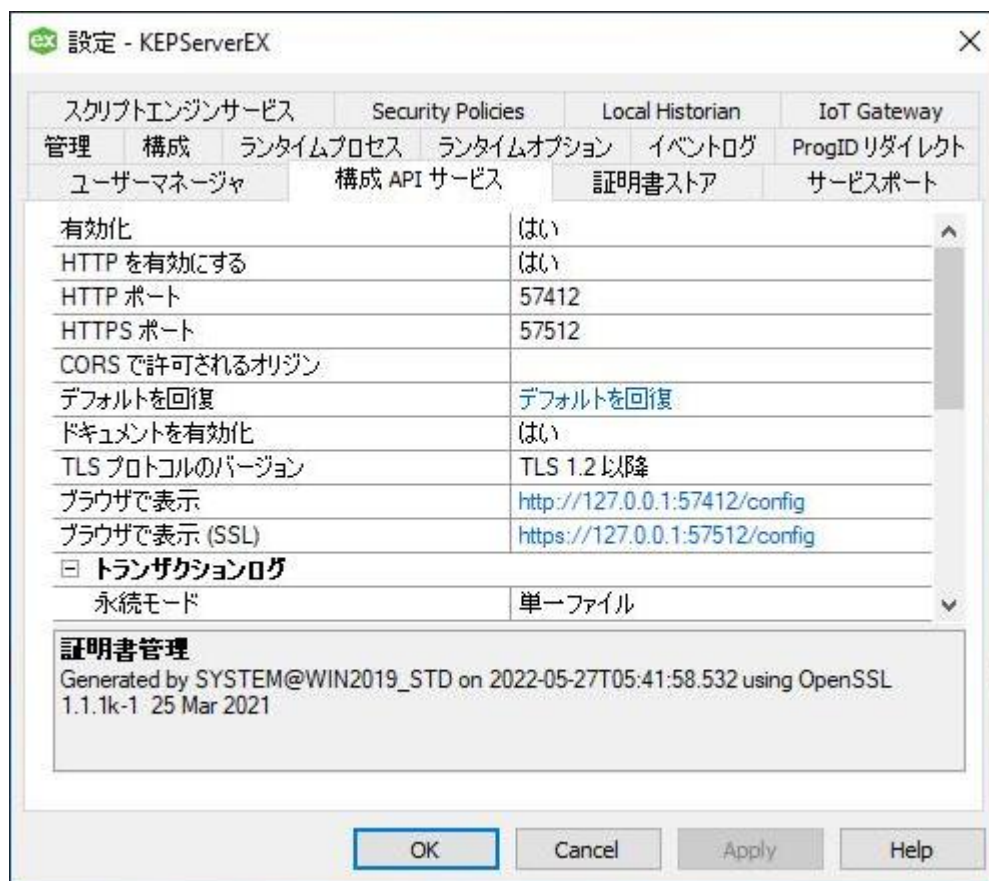 ex 設定 - KEPServerEX
スクリプトエンジンサービス Security Policies Local Historian IoT Gateway
管理 構成 ランタイムプロセス ランタイムオプション イベントログ ProgID リダイレクト
ユーザーマネージャ 構成 API サービス 証明書ストア サービスポート
有効化 はい
HTTP を有効にする はい
HTTP ポート 57412
HTTPS ポート 57512
CORS で許可されるオリジン
デフォルトを回復 デフォルトを回復
ドキュメントを有効化 はい
TLS プロトコルのバージョン TLS 1.2 以降
ブラウザで表示 http://127.0.0.1:57412/config
ブラウザで表示 (SSL) https://127.0.0.1:57512/config
トランザクションログ
永続モード 単一ファイル
証明書管理
Generated by SYSTEM@WIN2019_STD on 2022-05-27T05:41:58.532 using OpenSSL
1.1.1k-1 25 Mar 2021
OK Cancel Apply Help